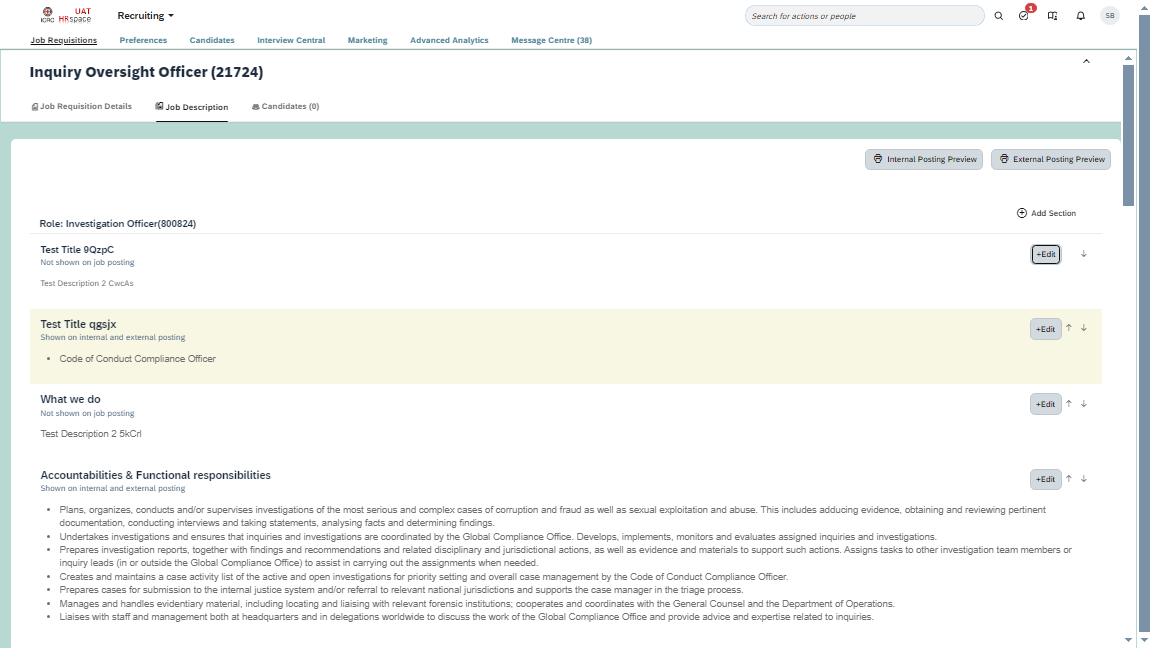 ICRC UAT HRspace
Recruiting
Search for actions or people
1
SB
Job Requisitions
Preferences
Candidates
Interview Central
Marketing
Advanced Analytics
Message Centre (38)
Inquiry Oversight Officer (21724)
Job Requisition Details
Job Description
Candidates (0)
Internal Posting Preview
External Posting Preview
Add Section
Role: Investigation Officer(800824)
Test Title 9QzpC
+Edit
Not shown on job posting
Test Description 2 CwcAs
Test Title qgsjx
+Edit
Shown on internal and external posting
• Code of Conduct Compliance Officer
What we do
+Edit
Not shown on job posting
Test Description 2 5kCrl
Accountabilities & Functional responsibilities
+Edit
Shown on internal and external posting
• Plans, organizes, conducts and/or supervises investigations of the most serious and complex cases of corruption and fraud as well as sexual exploitation and abuse. This includes adducing evidence, obtaining and reviewing pertinent
documentation, conducting interviews and taking statements, analysing facts and determining findings.
• Undertakes investigations and ensures that inquiries and investigations are coordinated by the Global Compliance Office. Develops, implements, monitors and evaluates assigned inquiries and investigations.
• Prepares investigation reports, together with findings and recommendations and related disciplinary and jurisdictional actions, as well as evidence and materials to support such actions. Assigns tasks to other investigation team members or
inquiry leads (in or outside the Global Compliance Office) to assist in carrying out the assignments when needed.
• Creates and maintains a case activity list of the active and open investigations for priority setting and overall case management by the Code of Conduct Compliance Officer.
• Prepares cases for submission to the internal justice system and/or referral to relevant national jurisdictions and supports the case manager in the triage process.
• Manages and handles evidentiary material, including locating and liaising with relevant forensic institutions; cooperates and coordinates with the General Counsel and the Department of Operations.
• Liaises with staff and management both at headquarters and in delegations worldwide to discuss the work of the Global Compliance Office and provide advice and expertise related to inquiries.